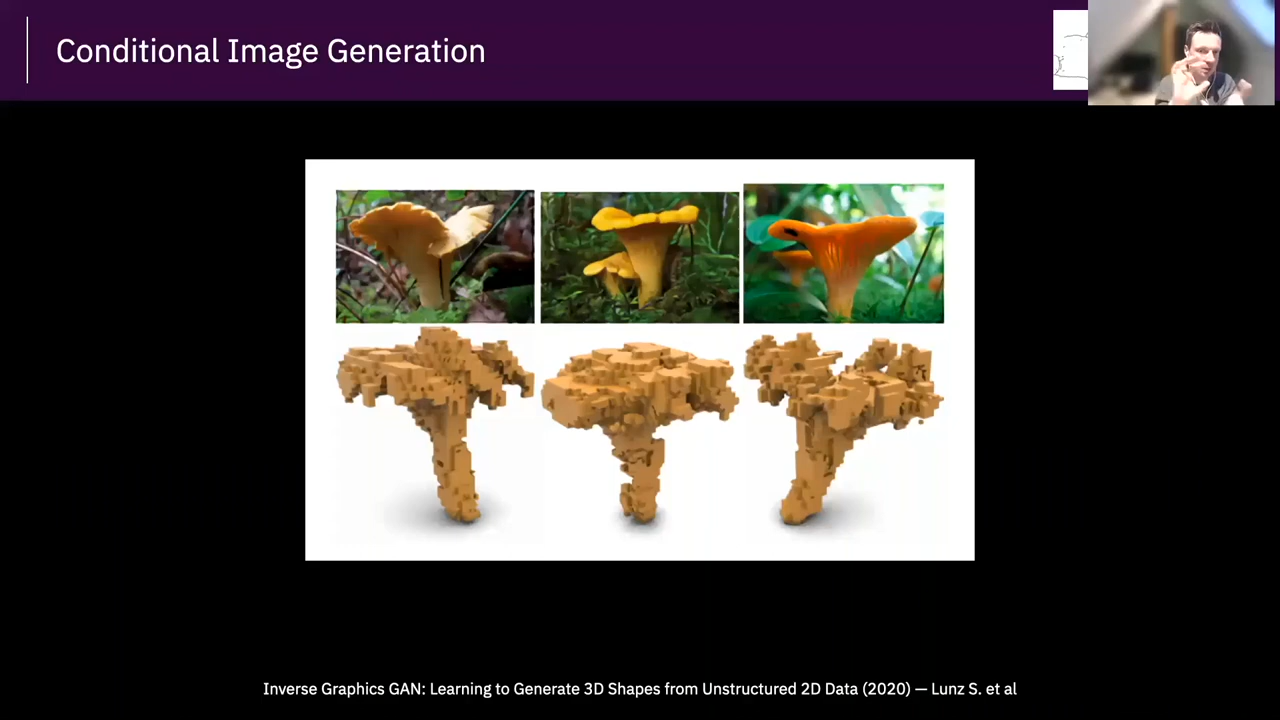 Conditional Image Generation
Inverse Graphics GAN: Learning to Generate 3D Shapes from Unstructured 2D Data (2020) — Lunz S. et al